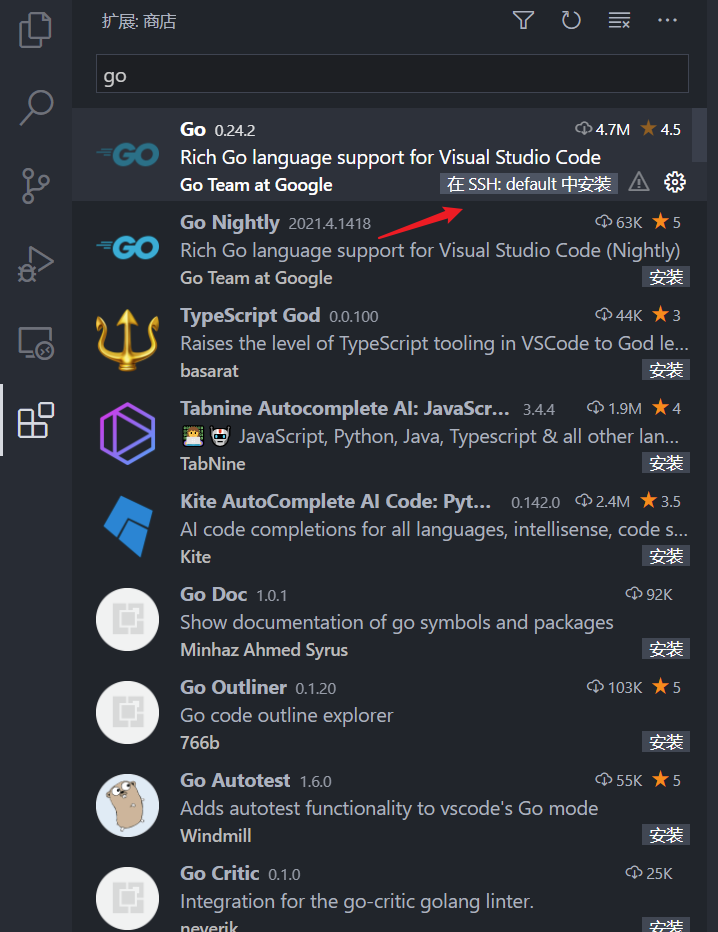 扩展: 商店
go
Go 0.24.2 4.7M 4.5
Rich Go language support for Visual Studio Code
Go Team at Google 在 SSH: default 中安装
Go Nightly 2021.4.1418 63K 5
Rich Go language support for Visual Studio Code (Nightly)
Go Team at Google 安装
TypeScript God 0.0.100 44K 3
Raises the level of TypeScript tooling in VSCode to God le...
basarat 安装
Tabnine Autocomplete AI: JavaScr... 3.4.4 1.9M 4
JavaScript, Python, Java, Typescript & all other lan...
TabNine 安装
Kite AutoComplete AI Code: Pyt... 0.142.0 2.4M 3.5
AI code completions for all languages, intellisense, code s...
Kite 安装
Go Doc 1.0.1 92K
Show documentation of go symbols and packages
Minhaz Ahmed Syrus 安装
Go Outliner 0.1.20 103K 5
Go code outline explorer
766b 安装
Go Autotest 1.6.0 55K 5
Adds autotest functionality to vscode's Go mode
Windmill 安装
Go Critic 0.1.0 25K
Integration for the go-critic golang linter.
neverik 安装